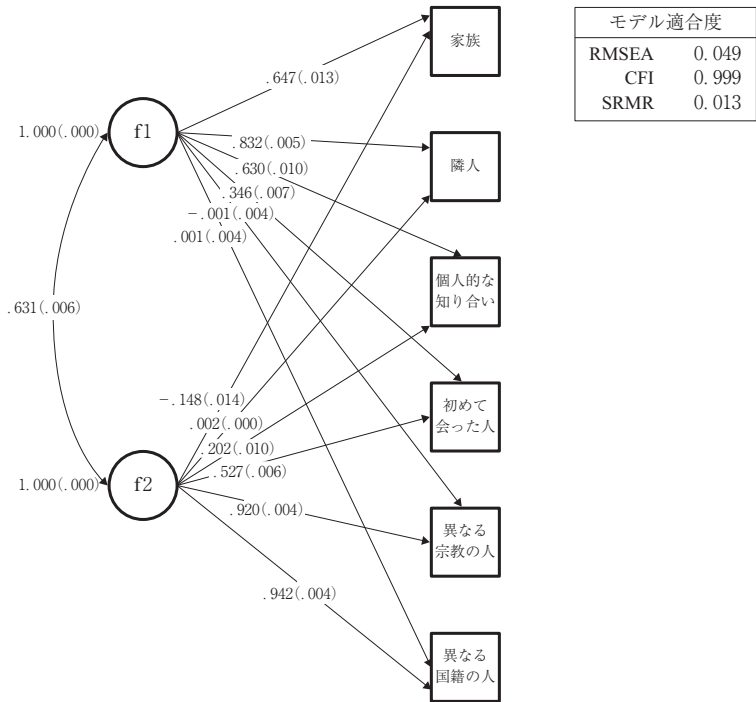 モデル適合度
RMSEA 0.049
CFI 0.999
SRMR 0.013
家族
.647(.013)
1.000(.000)
f1
.832(.005)
隣人
.630(.010)
.346(.007)
-.001(.004)
.001(.004)
個人的な
知り合い
.631(.006)
-.148(.014)
初めて
会った人
.002(.000)
.202(.010)
.527(.006)
1.000(.000)
f2
.920(.004)
異なる
宗教の人
.942(.004)
異なる
国籍の人